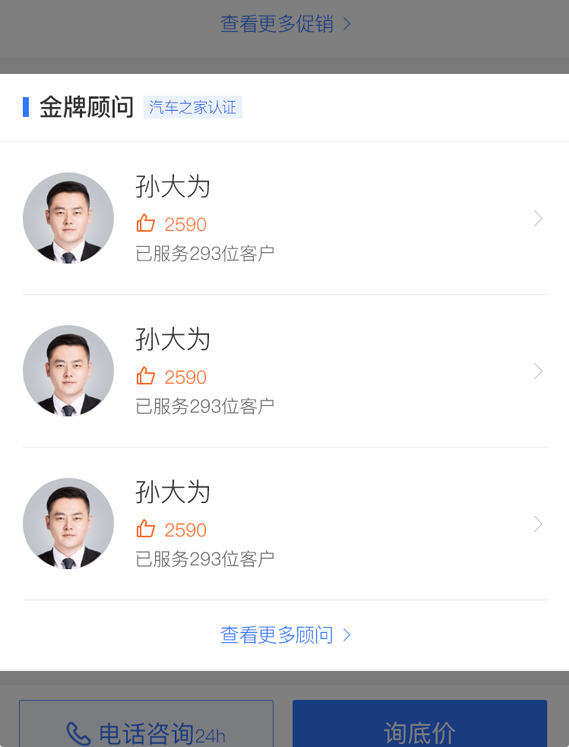 查看更多促销
金牌顾问 汽车之家认证
孙大为
2590
已服务293位客户
孙大为
2590
已服务293位客户
孙大为
2590
已服务293位客户
查看更多顾问
电话咨询24h 询底价